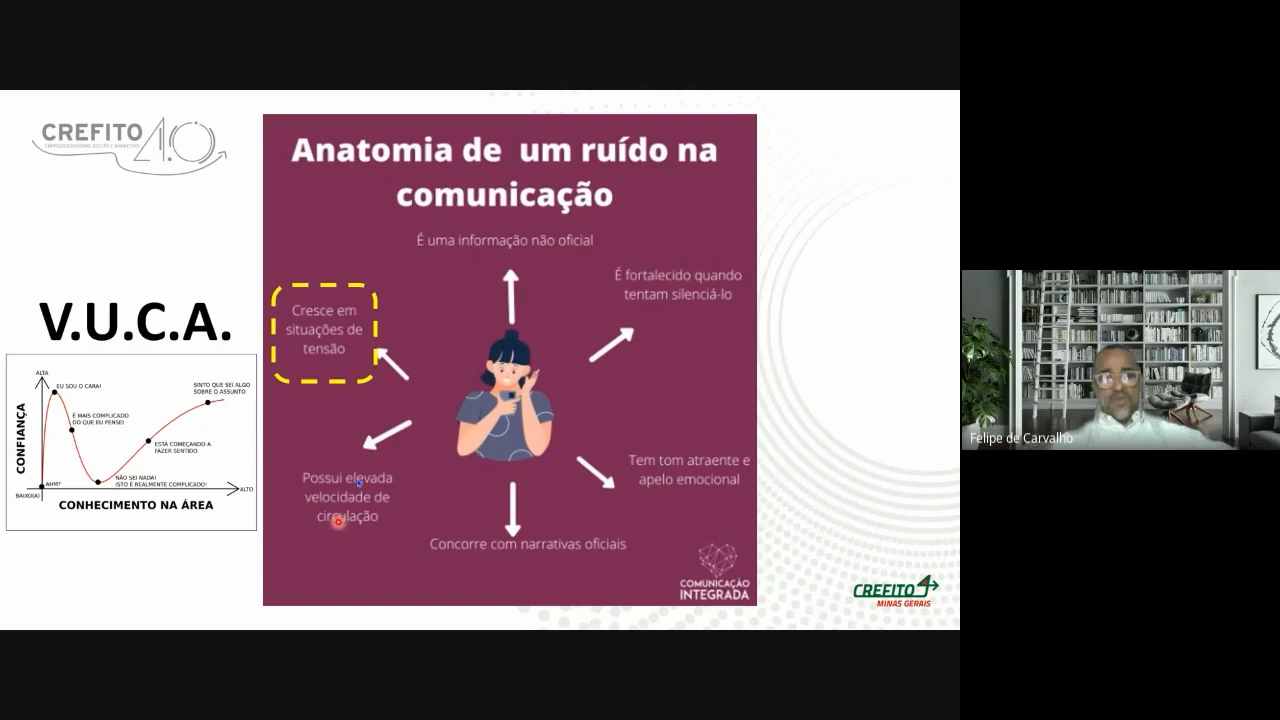 CREFITO 4.0
EMPREENDEDORISMO, GESTÃO E MARKETING
Anatomia de um ruído na
comunicação
É uma informação não oficial
É fortalecido quando
tentam silenciá-lo
Cresce em
situações de
tensão
V.U.C.A.
ALTA
EU SOU O CARA!
SINTO QUE SEI ALGO
SOBRE O ASSUNTO
É MAIS COMPLICADO
DO QUE EU PENSEI
CONFIANÇA
ESTÁ COMEÇANDO A
FAZER SENTIDO
AHM?
NÃO SEI NADA!
ISTO É REALMENTE COMPLICADO!
ALTO
BAIXO(A)
CONHECIMENTO NA ÁREA
Possui elevada
velocidade de
circulação
Tem tom atraente e
apelo emocional
Concorre com narrativas oficiais
COMUNICAÇÃO
INTEGRADA
CREFITO 4
MINAS GERAIS
Felipe de Carvalho